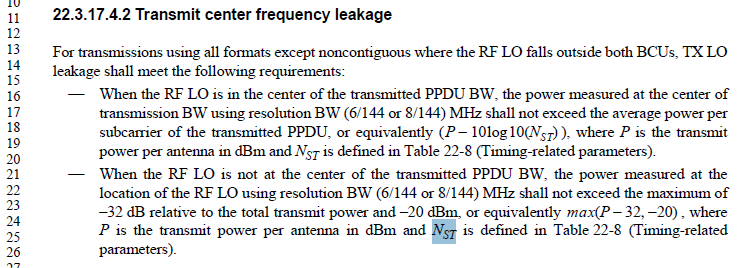 10
11 22.3.17.4.2 Transmit center frequency leakage
12
13 For transmissions using all formats except noncontiguous where the RF LO falls outside both BCUs, TX LO
14 leakage shall meet the following requirements:
15
16 — When the RF LO is in the center of the transmitted PPDU BW, the power measured at the center of
17 transmission BW using resolution BW (6/144 or 8/144) MHz shall not exceed the average power per
18 subcarrier of the transmitted PPDU, or equivalently (P – 10log10(NST)), where P is the transmit
19 power per antenna in dBm and NST is defined in Table 22-8 (Timing-related parameters).
20
21 — When the RF LO is not at the center of the transmitted PPDU BW, the power measured at the
22 location of the RF LO using resolution BW (6/144 or 8/144) MHz shall not exceed the maximum of
23 –32 dB relative to the total transmit power and –20 dBm, or equivalently max(P – 32, –20), where
24
25 P is the transmit power per antenna in dBm and NST is defined in Table 22-8 (Timing-related
26 parameters).
27